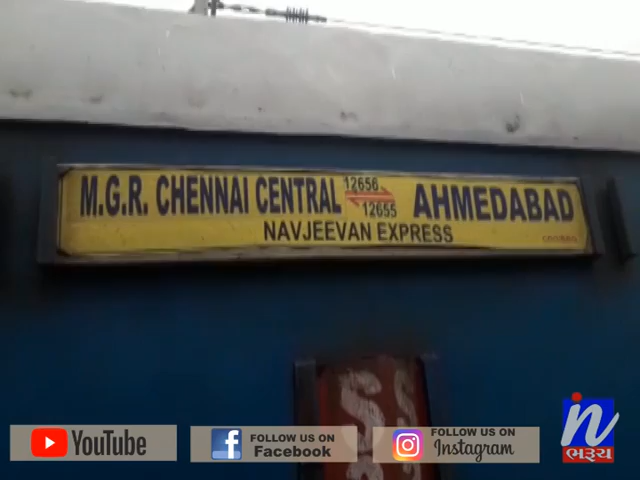 M.G.R. CHENNAI CENTRAL 12656 12655 AHMEDABAD
NAVJEEVAN EXPRESS
YouTube
FOLLOW US ON
Facebook
FOLLOW US ON
Instagram
n
ભરૂચ